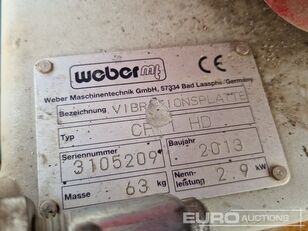 weber mt CE
Weber Maschinentechnik GmbH, 57334 Bad Laasphe/Germany
Bezeichnung VIBRATIONSPLATTE
Typ HD
Seriennummer Baujahr
3105209 2013
Masse 63 kg Nenn-leistung 2.9 kW
EURO AUCTIONS